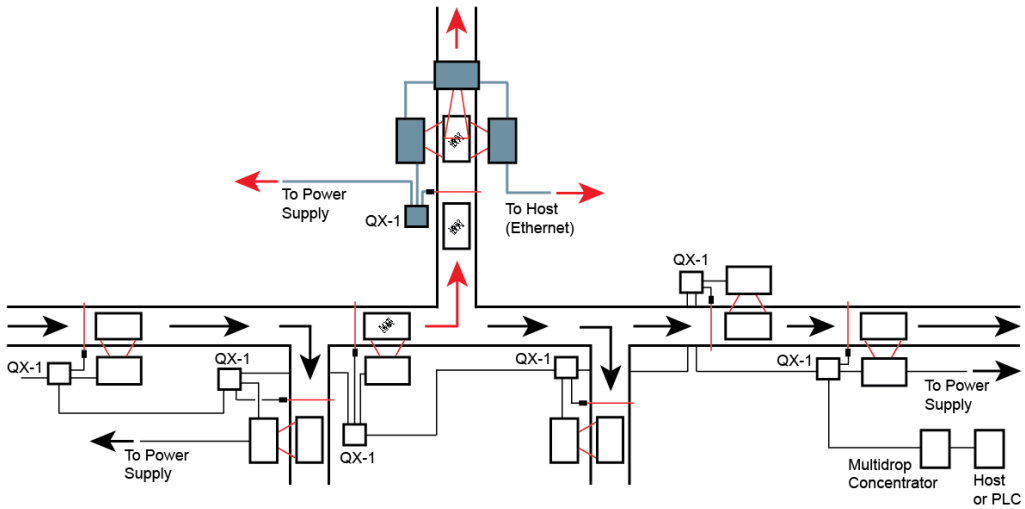 To Power
Supply
QX-1
To Host
(Ethernet)
QX-1
QX-1
QX-1
QX-1
QX-1
To Power
Supply
To Power
Supply
QX-1
Multidrop
Concentrator
Host
or PLC